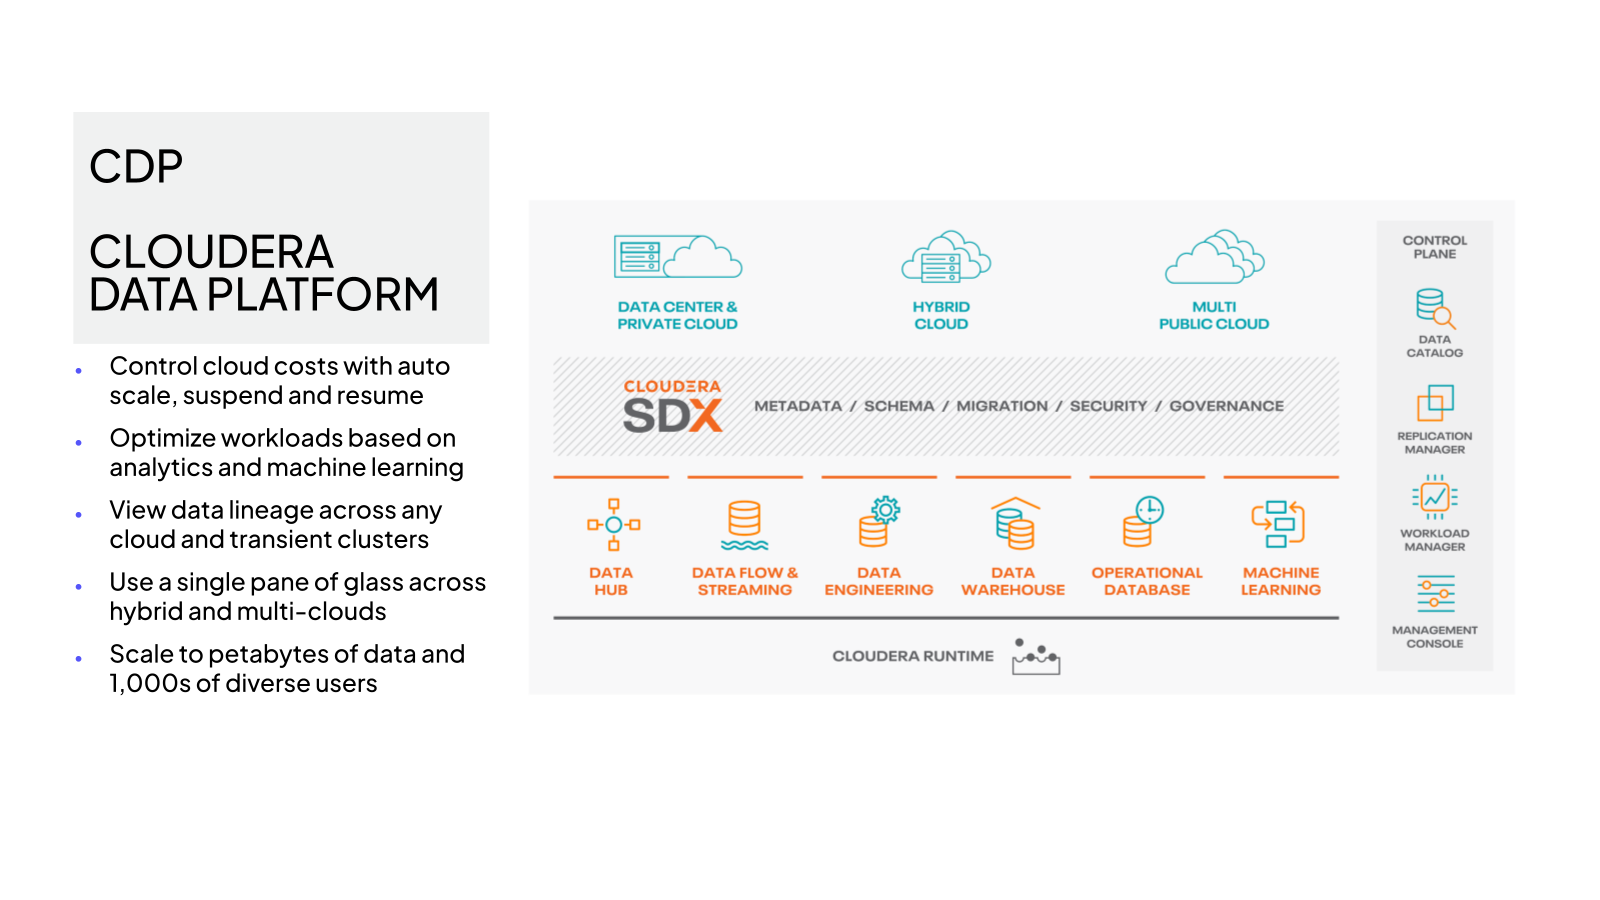 CDP
CLOUDERA
DATA PLATFORM
• Control cloud costs with auto
scale, suspend and resume
• Optimize workloads based on
analytics and machine learning
• View data lineage across any
cloud and transient clusters
• Use a single pane of glass across
hybrid and multi-clouds
• Scale to petabytes of data and
1,000s of diverse users
DATA CENTER &
PRIVATE CLOUD
HYBRID
CLOUD
MULTI
PUBLIC CLOUD
CLOUDERA
SDX
METADATA / SCHEMA / MIGRATION / SECURITY / GOVERNANCE
DATA
HUB
DATA FLOW &
STREAMING
DATA
ENGINEERING
DATA
WAREHOUSE
OPERATIONAL
DATABASE
MACHINE
LEARNING
CLOUDERA RUNTIME
CONTROL
PLANE
DATA
CATALOG
REPLICATION
MANAGER
WORKLOAD
MANAGER
MANAGEMENT
CONSOLE